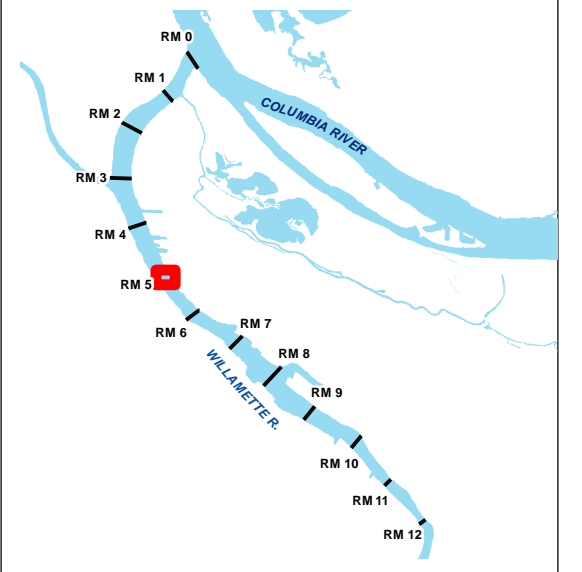 RM 0
RM 1
COLUMBIA RIVER
RM 2
RM 3
RM 4
RM 5
RM 6
RM 7
WILLAMETTE R.
RM 8
RM 9
RM 10
RM 11
RM 12